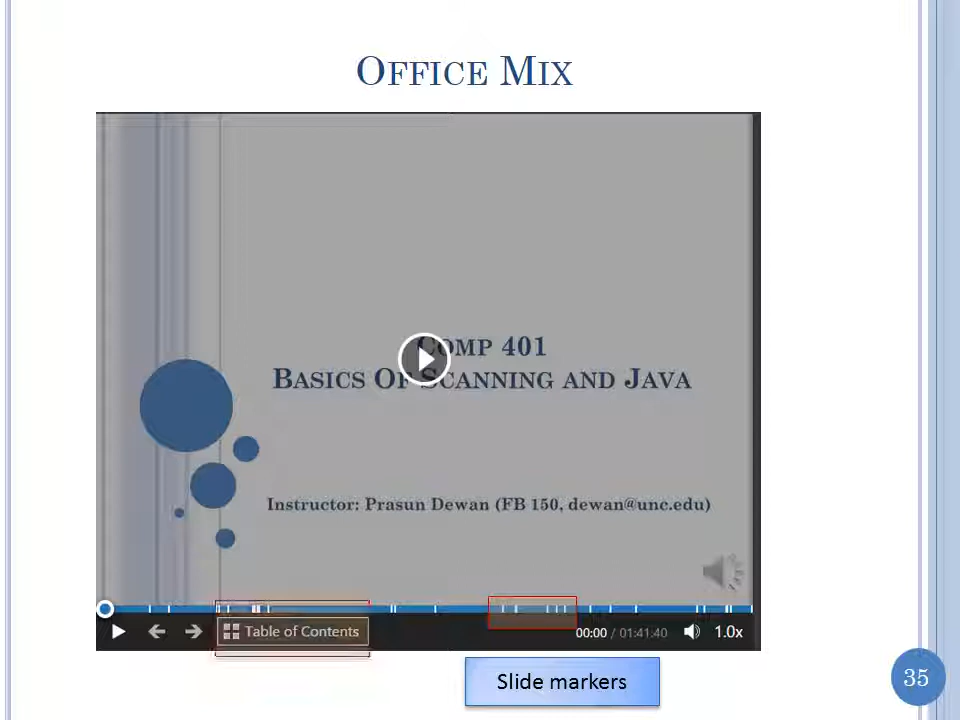 OFFICE MIX
COMP 401
BASICS OF SCANNING AND JAVA
Instructor: Prasun Dewan (FB 150, dewan@unc.edu)
Table of Contents
00:00 / 01:41:40
1.0x
Slide markers
35